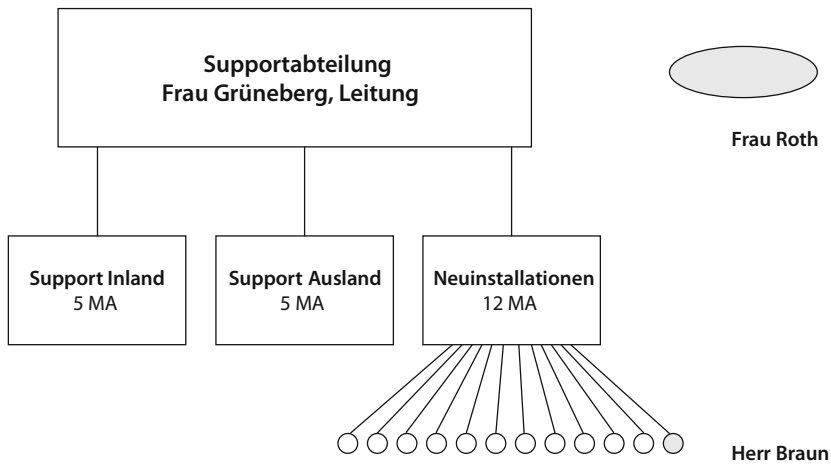 Supportabteilung
Frau Grüneberg, Leitung
Frau Roth
Support Inland
5 MA
Support Ausland
5 MA
Neuinstallationen
12 MA
Herr Braun